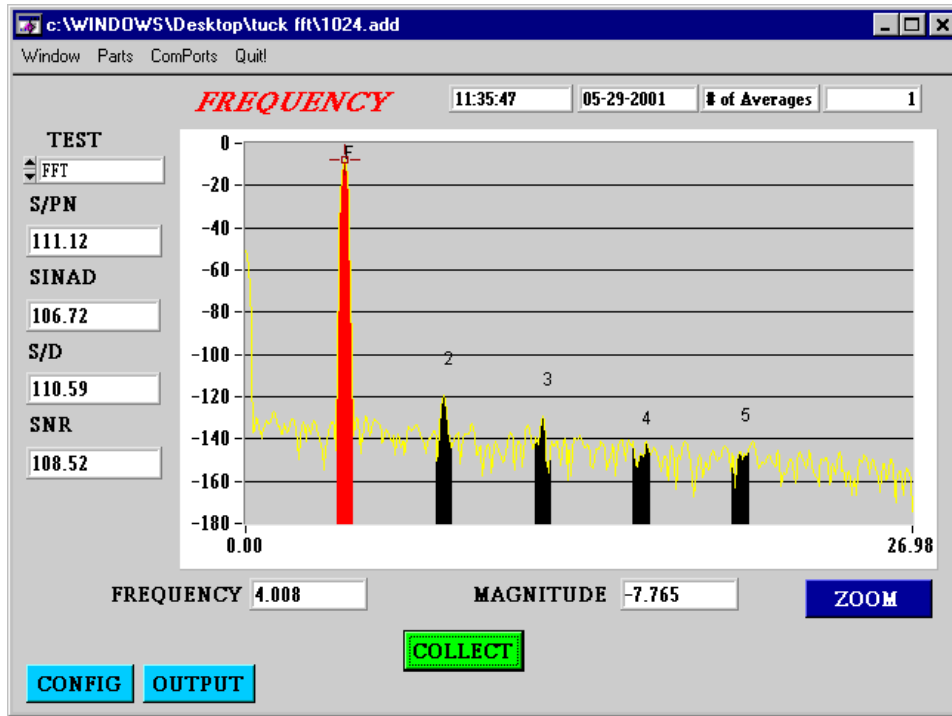 c:\WINDOWS\Desktop\tuck fft\1024.add
Window Parts ComPorts Quit!
FREQUENCY 11:35:47 05-29-2001 # of Averages 1
TEST
FFT
S/PN
111.12
SINAD
106.72
S/D
110.59
SNR
108.52
0
-20
-40
-60
-80
-100
-120
-140
-160
-180
F
2
3
4
5
0.00 26.98
FREQUENCY 4.008 MAGNITUDE -7.765 ZOOM
COLLECT
CONFIG OUTPUT